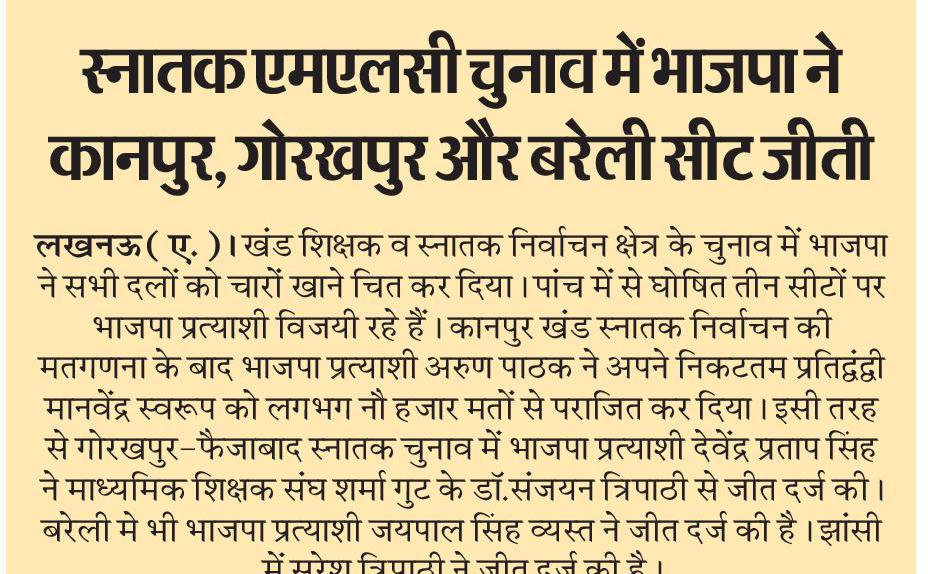 स्नातक एमएलसी चुनाव में भाजपा ने
कानपुर, गोरखपुर और बरेली सीट जीती
लखनऊ( ए. )। खंड शिक्षक व स्नातक निर्वाचन क्षेत्र के चुनाव में भाजपा
ने सभी दलों को चारों खाने चित कर दिया। पांच में से घोषित तीन सीटों पर
भाजपा प्रत्याशी विजयी रहे हैं। कानपुर खंड स्नातक निर्वाचन की
मतगणना के बाद भाजपा प्रत्याशी अरुण पाठक ने अपने निकटतम प्रतिद्वंद्वी
मानवेंद्र स्वरूप को लगभग नौ हजार मतों से पराजित कर दिया। इसी तरह
से गोरखपुर-फैजाबाद स्नातक चुनाव में भाजपा प्रत्याशी देवेंद्र प्रताप सिंह
ने माध्यमिक शिक्षक संघ शर्मा गुट के डॉ.संजयन त्रिपाठी से जीत दर्ज की।
बरेली मे भी भाजपा प्रत्याशी जयपाल सिंह व्यस्त ने जीत दर्ज की है। झांसी
में सुरेश त्रिपाठी ने जीत दर्ज की है।